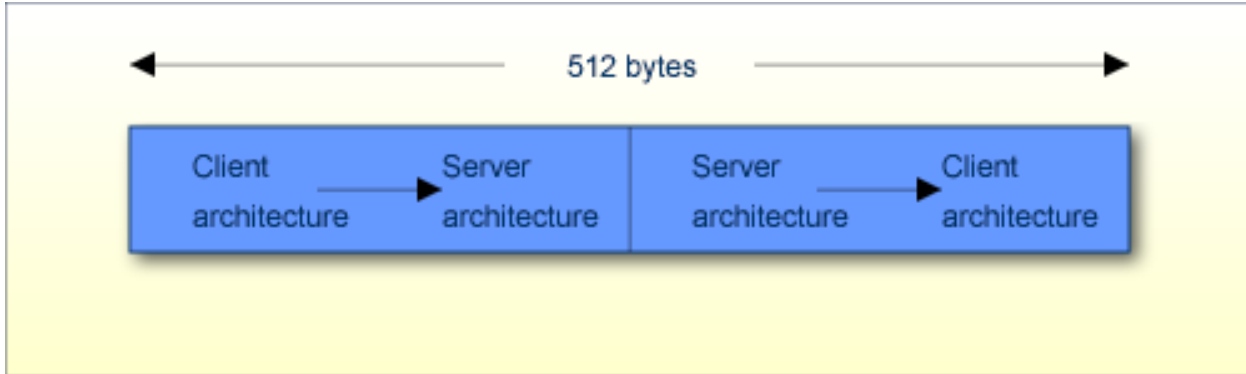 512 bytes
Client
architecture
Server
architecture
Server
architecture
Client
architecture